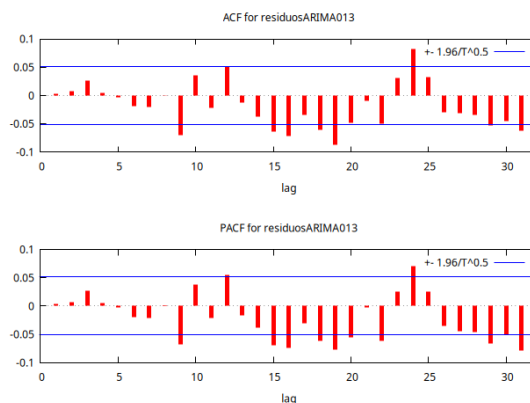 ACF for residuosARIMA013
0.1
+- 1.96/T^0.5
0.05
0
-0.05
-0.1
0 5 10 15 20 25 30
lag
PACF for residuosARIMA013
0.1
+- 1.96/T^0.5
0.05
0
-0.05
-0.1
0 5 10 15 20 25 30
lag